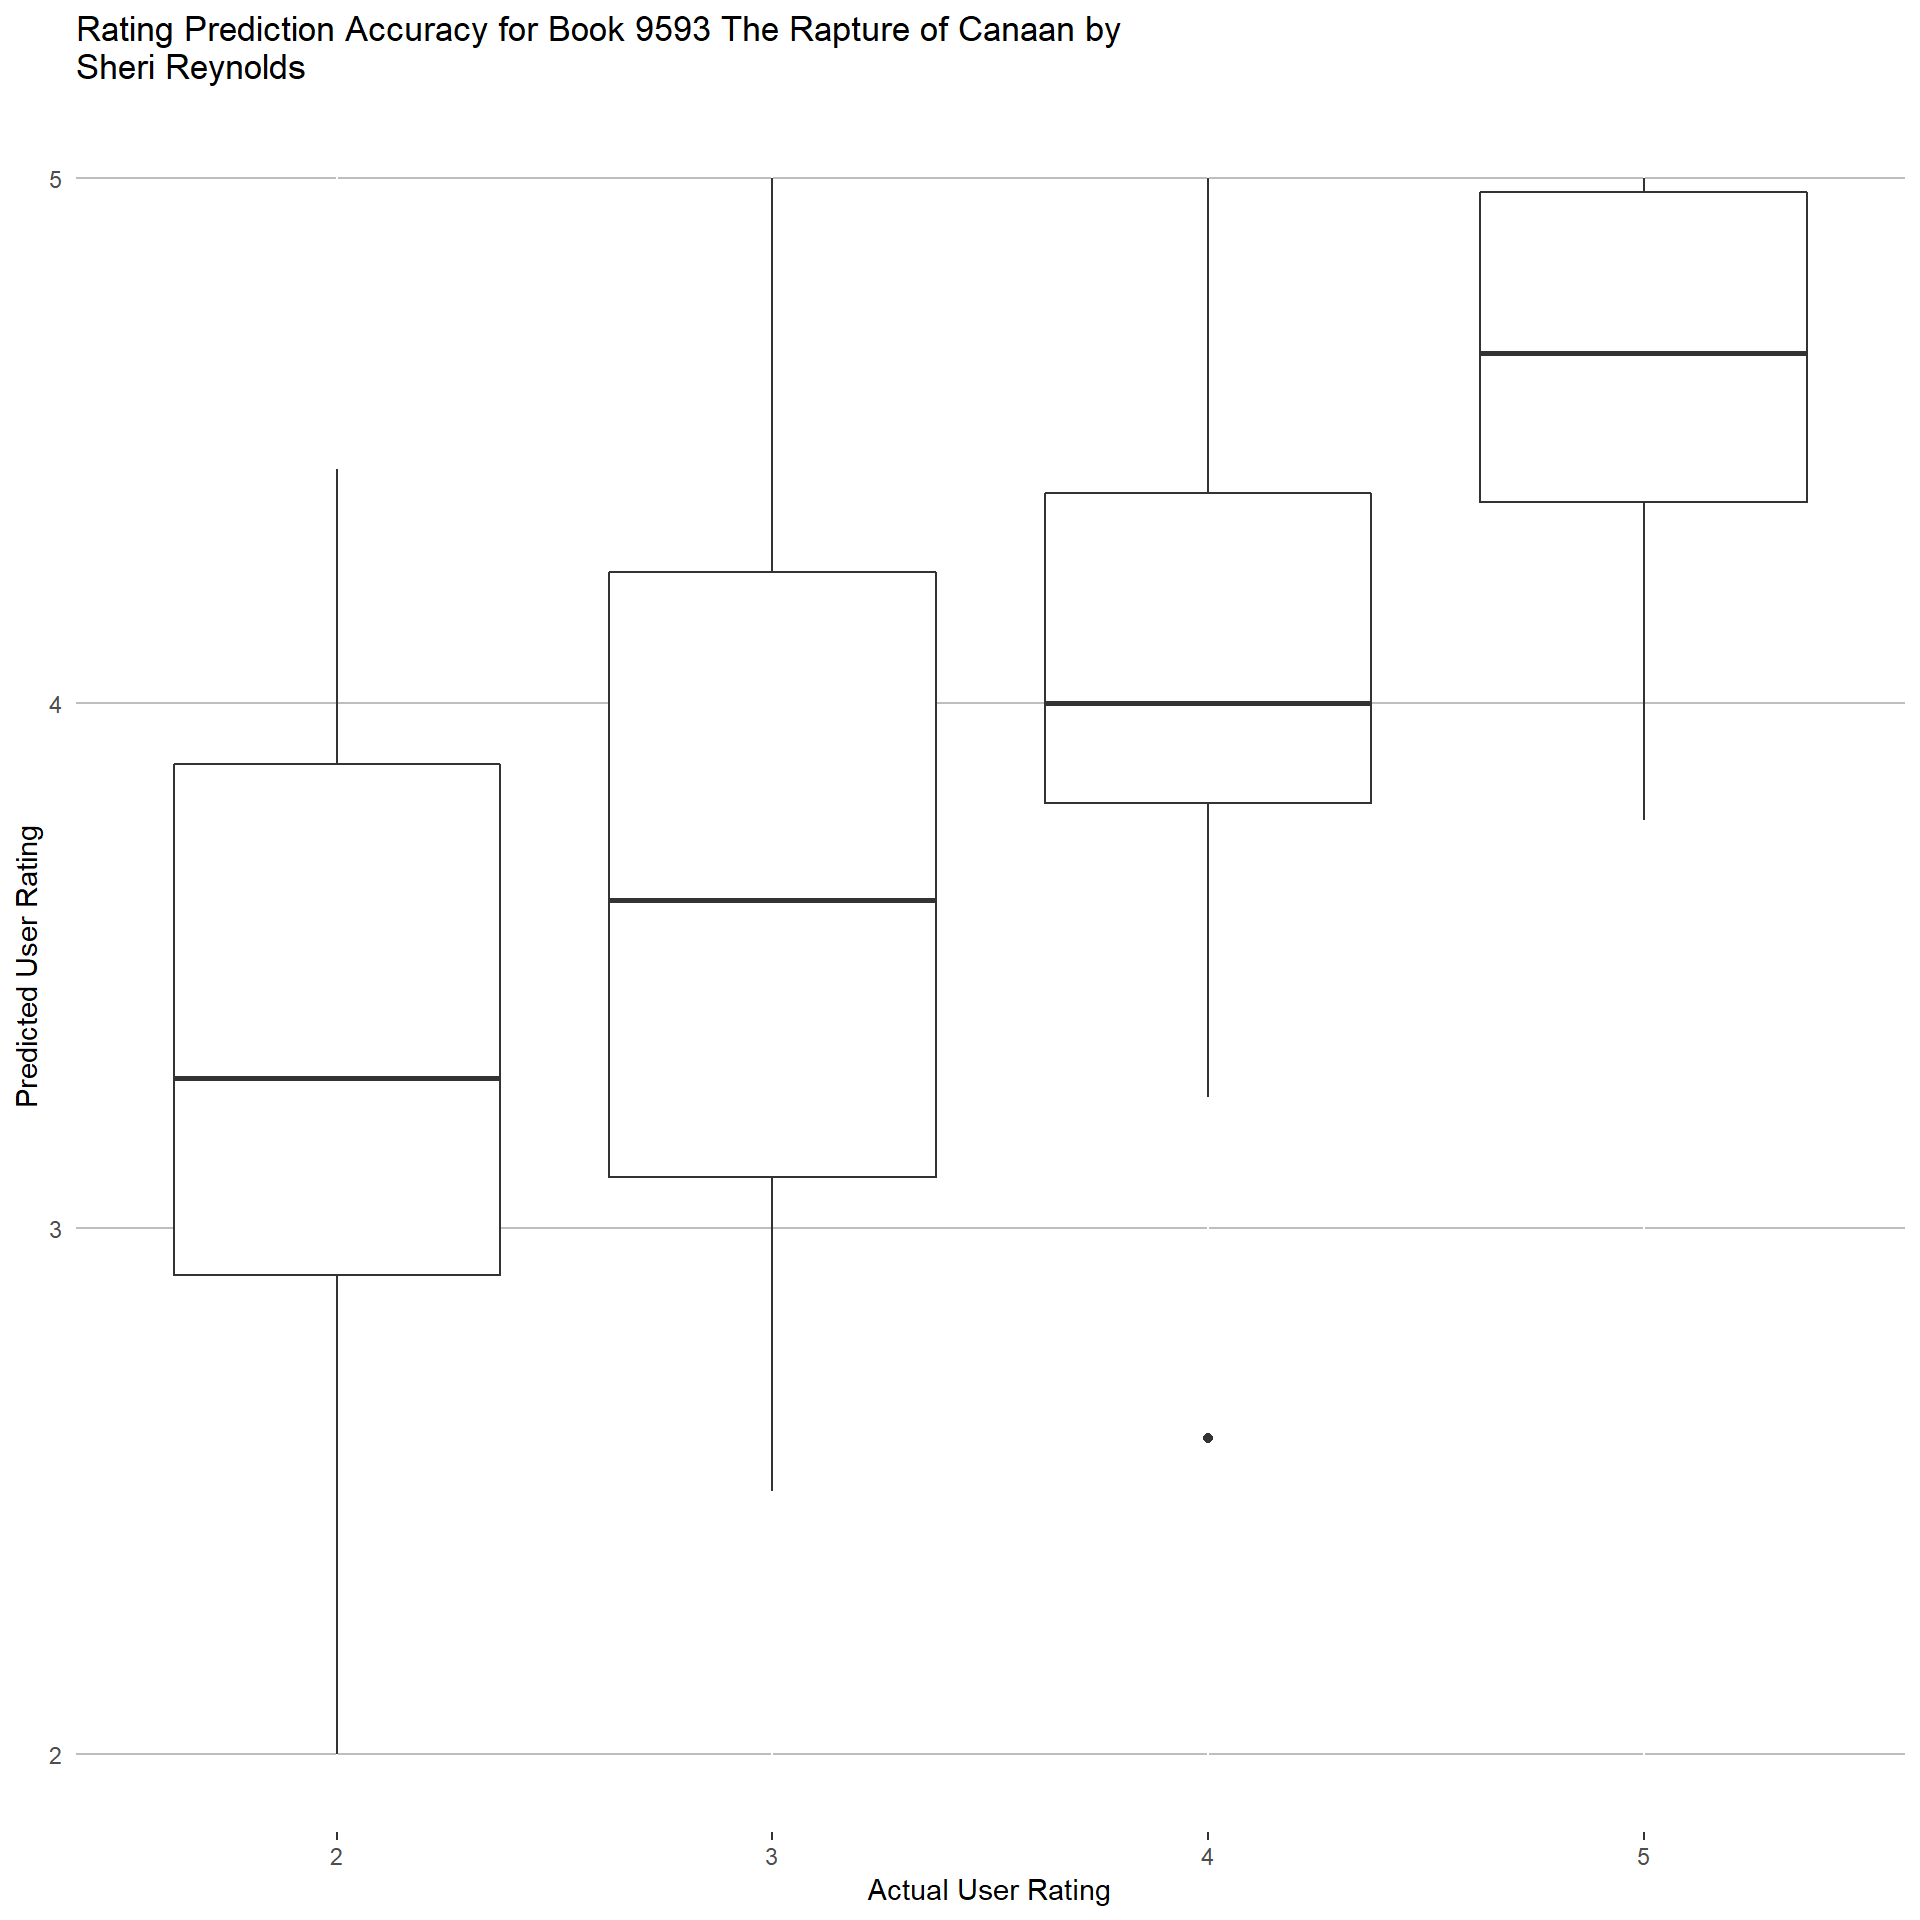 Rating Prediction Accuracy for Book 9593 The Rapture of Canaan by
Sheri Reynolds
5
4
3
2
Predicted User Rating
2
3
4
5
Actual User Rating